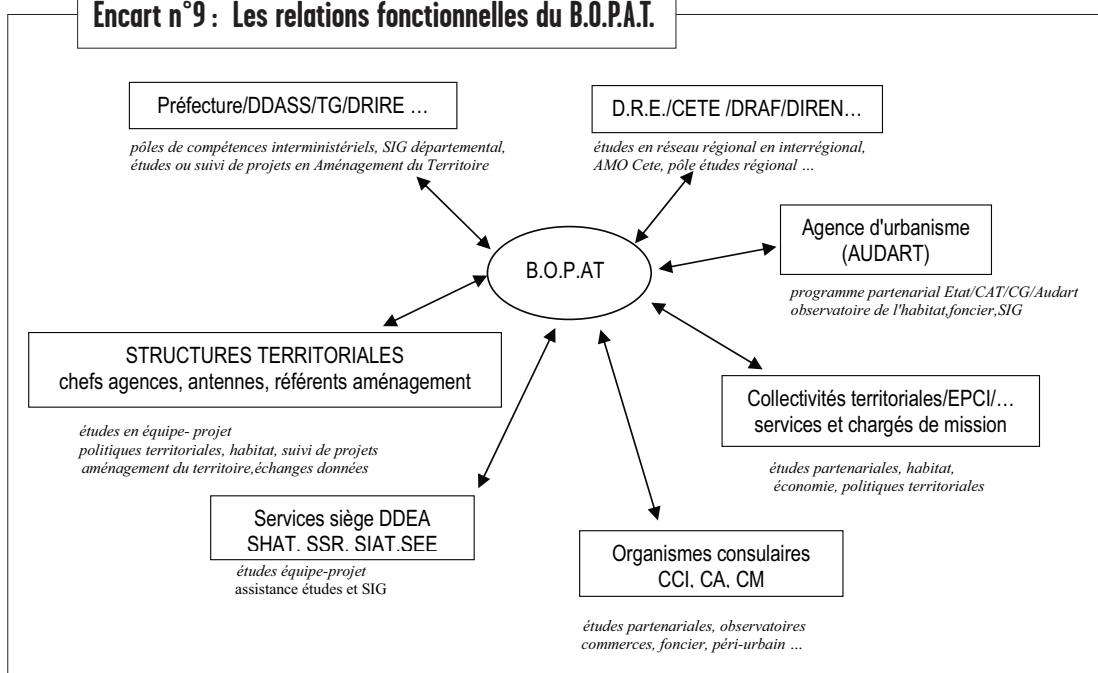 Encart n°9 : Les relations fonctionnelles du B.O.P.A.T.
Préfecture/DDASS/TG/DRIRE …
pôles de compétences interministériels, SIG départemental,
études ou suivi de projets en Aménagement du Territoire
D.R.E./CETE /DRAF/DIREN…
études en réseau régional en interrégional,
AMO Cete, pôle études régional …
Agence d'urbanisme
(AUDART)
programme partenarial Etat/CAT/CG/Audart
observatoire de l'habitat,foncier,SIG
B.O.P.AT
STRUCTURES TERRITORIALES
chefs agences, antennes, référents aménagement
études en équipe- projet
politiques territoriales, habitat, suivi de projets
aménagement du territoire,échanges données
Collectivités territoriales/EPCI/…
services et chargés de mission
études partenariales, habitat,
économie, politiques territoriales
Services siège DDEA
SHAT, SSR, SIAT,SEE
études équipe-projet
assistance études et SIG
Organismes consulaires
CCI, CA, CM
études partenariales, observatoires
commerces, foncier, péri-urbain …